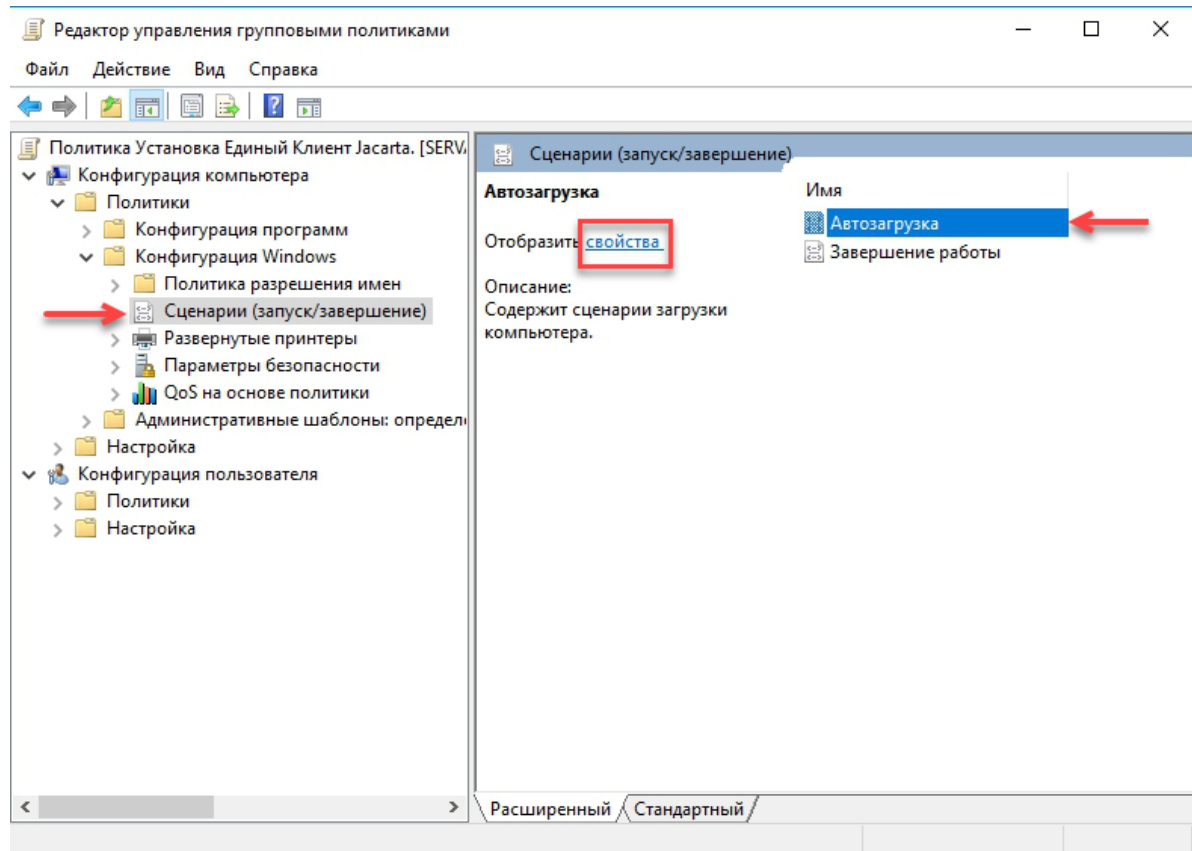 Редактор управления групповыми политиками
Файл Действие Вид Справка
Политика Установка Единый Клиент Jacarta. [SERV
Конфигурация компьютера
Политики
Конфигурация программ
Конфигурация Windows
Политика разрешения имен
Сценарии (запуск/завершение)
Развернутые принтеры
Параметры безопасности
QoS на основе политики
Административные шаблоны: определ
Настройка
Конфигурация пользователя
Политики
Настройка
Сценарии (запуск/завершение)
Автозагрузка
Отобразить свойства
Описание:
Содержит сценарии загрузки
компьютера.
Имя
Автозагрузка
Завершение работы
Расширенный Стандартный